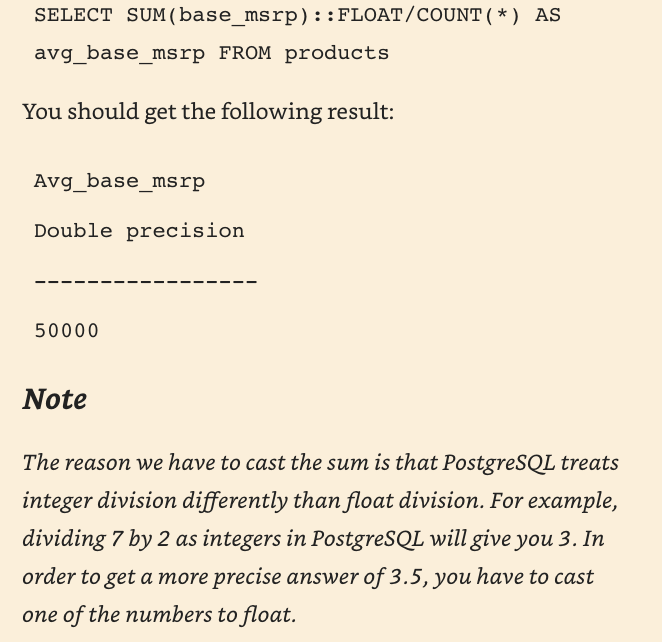 SELECT SUM(base_msrp)::FLOAT/COUNT(*) AS
avg_base_msrp FROM products
You should get the following result:
Avg_base_msrp
Double precision
-----------------
50000
Note
The reason we have to cast the sum is that PostgreSQL treats
integer division differently than float division. For example,
dividing 7 by 2 as integers in PostgreSQL will give you 3. In
order to get a more precise answer of 3.5, you have to cast
one of the numbers to float.